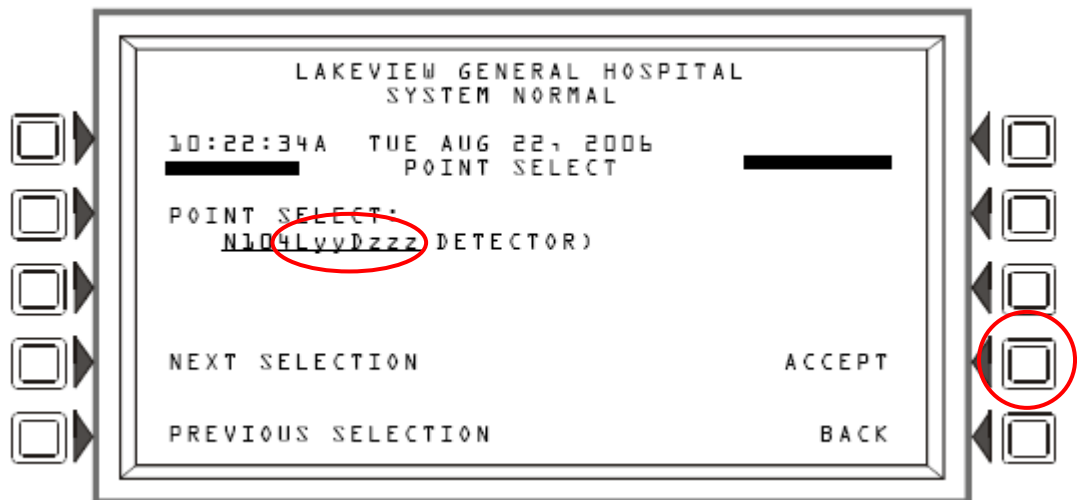 LAKEVIEW GENERAL HOSPITAL
SYSTEM NORMAL
10:22:34A TUE AUG 22, 2006
POINT SELECT
POINT SELECT:
N104LyyDzzz DETECTOR)
NEXT SELECTION ACCEPT
PREVIOUS SELECTION BACK